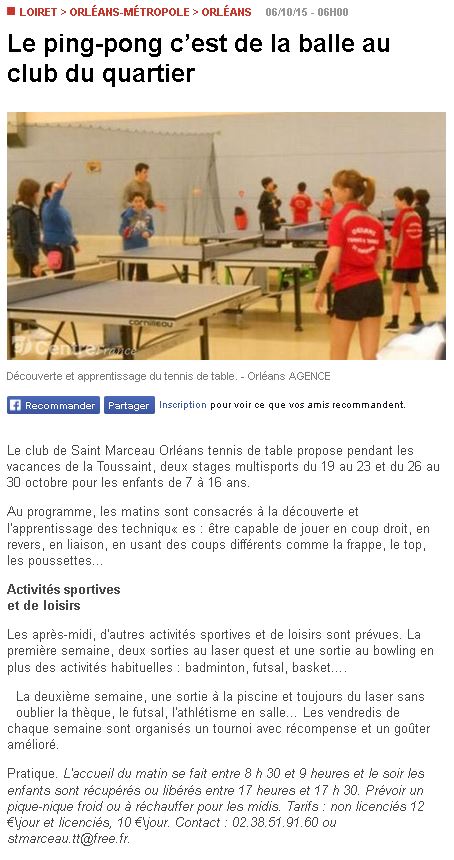 LOIRET > ORLÉANS-MÉTROPOLE > ORLÉANS 06/10/15 - 06H00
Le ping-pong c’est de la balle au
club du quartier
ORLEANS
TENNIS DE TABLE
cornilleau
Centre France
Découverte et apprentissage du tennis de table. - Orléans AGENCE
Recommander Partager Inscription pour voir ce que vos amis recommandent.
Le club de Saint Marceau Orléans tennis de table propose pendant les
vacances de la Toussaint, deux stages multisports du 19 au 23 et du 26 au
30 octobre pour les enfants de 7 à 16 ans.
Au programme, les matins sont consacrés à la découverte et
l'apprentissage des techniqu« es : être capable de jouer en coup droit, en
revers, en liaison, en usant des coups différents comme la frappe, le top,
les poussettes...
Activités sportives
et de loisirs
Les après-midi, d'autres activités sportives et de loisirs sont prévues. La
première semaine, deux sorties au laser quest et une sortie au bowling en
plus des activités habituelles : badminton, futsal, basket....
La deuxième semaine, une sortie à la piscine et toujours du laser sans
oublier la thèque, le futsal, l'athlétisme en salle... Les vendredis de
chaque semaine sont organisés un tournoi avec récompense et un goûter
amélioré.
Pratique. L'accueil du matin se fait entre 8 h 30 et 9 heures et le soir les
enfants sont récupérés ou libérés entre 17 heures et 17 h 30. Prévoir un
pique-nique froid ou à réchauffer pour les midis. Tarifs : non licenciés 12
€\jour et licenciés, 10 €\jour. Contact : 02.38.51.91.60 ou
stmarceau.tt@free.fr.